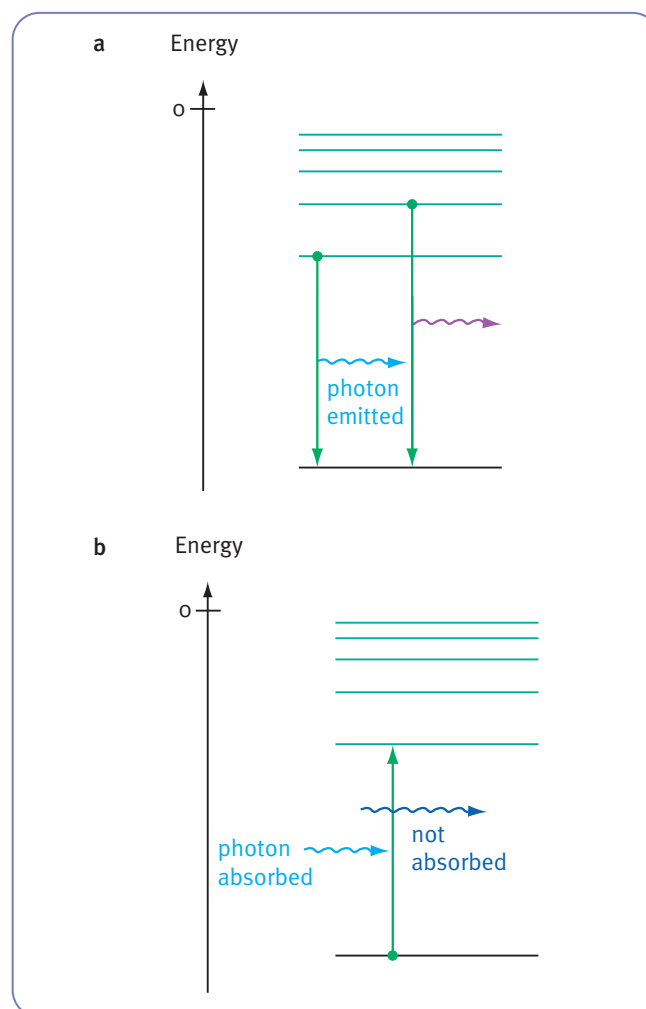 a Energy
0
photon
emitted
b Energy
0
photon
absorbed
not
absorbed